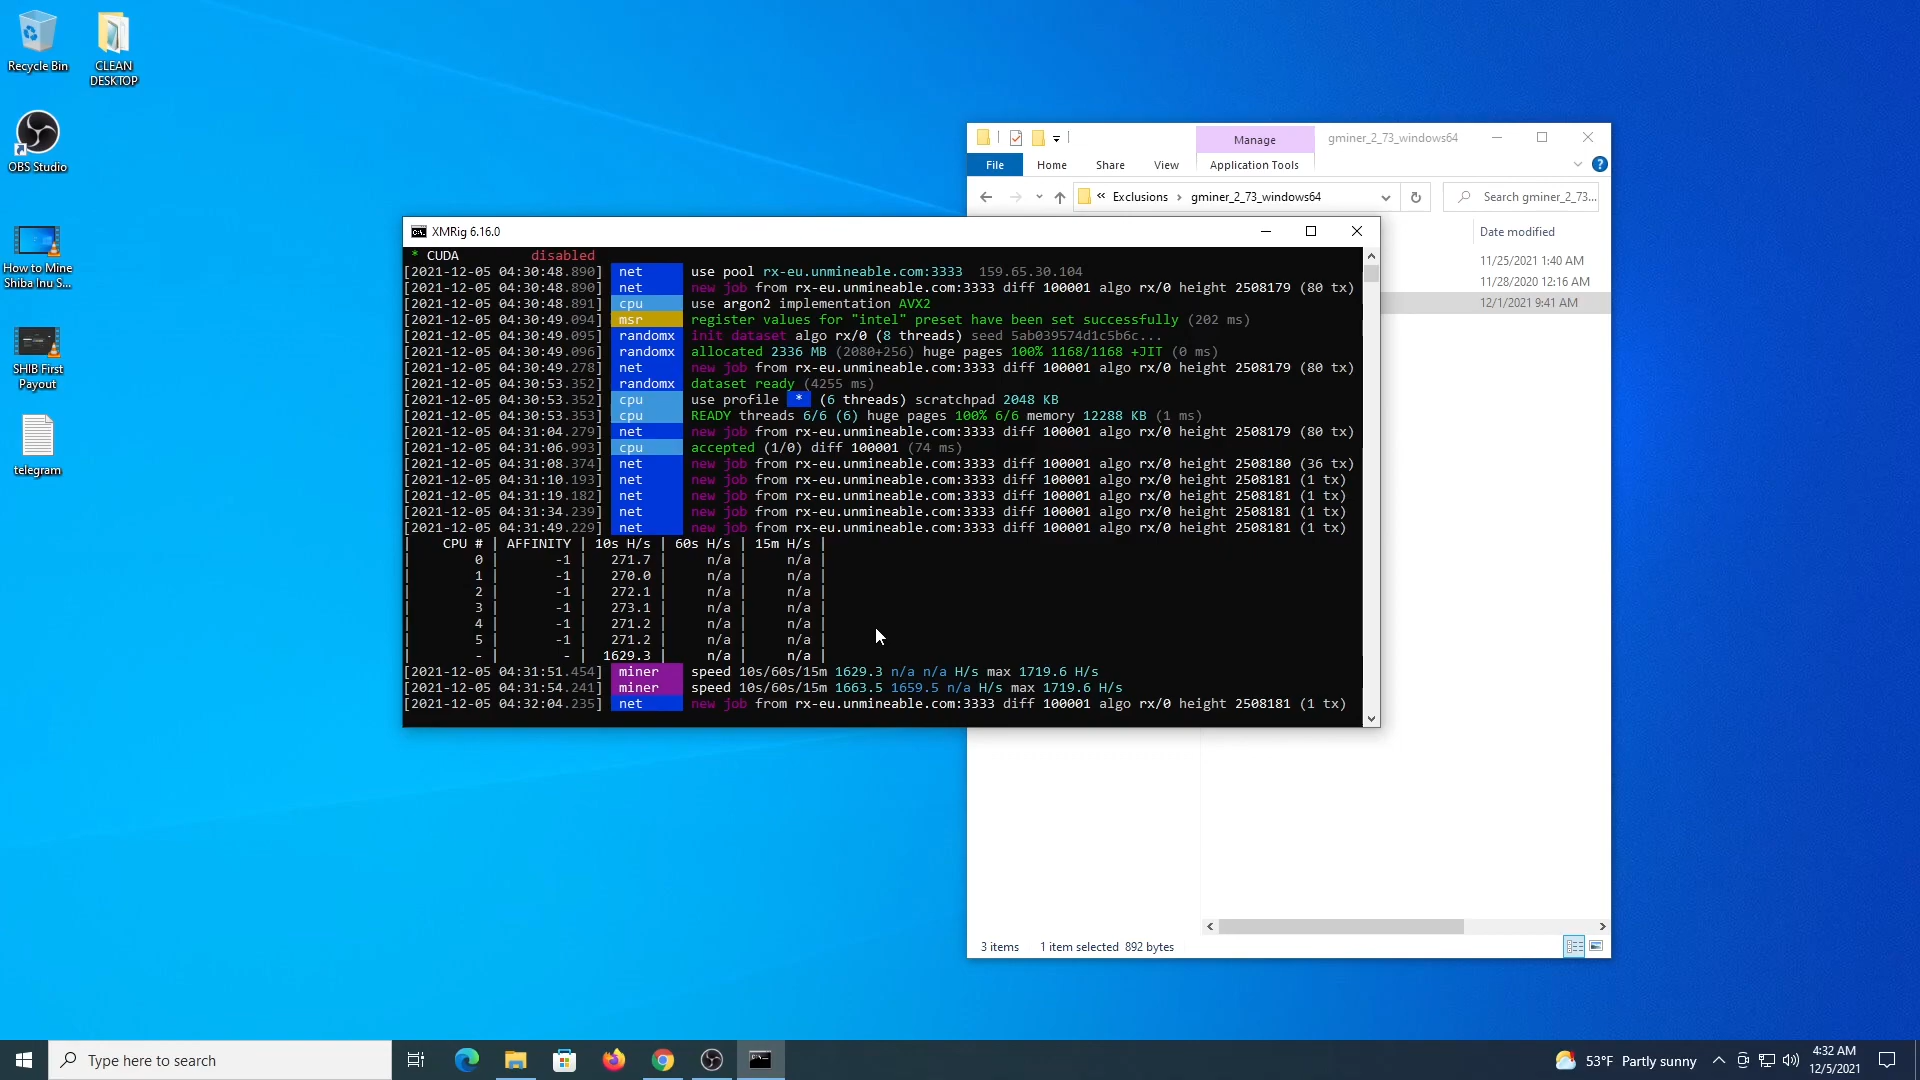 Recycle Bin
CLEAN
DESKTOP
OBS Studio
How to Mine
Shiba Inu S...
SHIB First
Payout
telegram
Manage
gminer_2_73_windows64
File
Home
Share
View
Application Tools
« Exclusions › gminer_2_73_windows64
Search gminer_2_73...
Date modified
11/25/2021 1:40 AM
11/28/2020 12:16 AM
12/1/2021 9:41 AM
XMRig 6.16.0
* CUDA disabled
[2021-12-05 04:30:48.890] net use pool rx-eu.unmineable.com:3333 159.65.30.104
[2021-12-05 04:30:48.890] net new job from rx-eu.unmineable.com:3333 diff 100001 algo rx/0 height 2508179 (80 tx)
[2021-12-05 04:30:48.891] cpu use argon2 implementation AVX2
[2021-12-05 04:30:49.094] msr register values for "intel" preset have been set successfully (202 ms)
[2021-12-05 04:30:49.095] randomx init dataset algo rx/0 (8 threads) seed 5ab039574d1c5b6c...
[2021-12-05 04:30:49.096] randomx allocated 2336 MB (2080+256) huge pages 100% 1168/1168 +JIT (0 ms)
[2021-12-05 04:30:49.278] net new job from rx-eu.unmineable.com:3333 diff 100001 algo rx/0 height 2508179 (80 tx)
[2021-12-05 04:30:53.352] randomx dataset ready (4255 ms)
[2021-12-05 04:30:53.352] cpu use profile * (6 threads) scratchpad 2048 KB
[2021-12-05 04:30:53.353] cpu READY threads 6/6 (6) huge pages 100% 6/6 memory 12288 KB (1 ms)
[2021-12-05 04:31:04.279] net new job from rx-eu.unmineable.com:3333 diff 100001 algo rx/0 height 2508179 (80 tx)
[2021-12-05 04:31:06.993] cpu accepted (1/0) diff 100001 (74 ms)
[2021-12-05 04:31:08.374] net new job from rx-eu.unmineable.com:3333 diff 100001 algo rx/0 height 2508180 (36 tx)
[2021-12-05 04:31:10.193] net new job from rx-eu.unmineable.com:3333 diff 100001 algo rx/0 height 2508181 (1 tx)
[2021-12-05 04:31:19.182] net new job from rx-eu.unmineable.com:3333 diff 100001 algo rx/0 height 2508181 (1 tx)
[2021-12-05 04:31:34.239] net new job from rx-eu.unmineable.com:3333 diff 100001 algo rx/0 height 2508181 (1 tx)
[2021-12-05 04:31:49.229] net new job from rx-eu.unmineable.com:3333 diff 100001 algo rx/0 height 2508181 (1 tx)
| CPU # | AFFINITY | 10s H/s | 60s H/s | 15m H/s |
| 0 | -1 | 271.7 | n/a | n/a |
| 1 | -1 | 270.0 | n/a | n/a |
| 2 | -1 | 272.1 | n/a | n/a |
| 3 | -1 | 273.1 | n/a | n/a |
| 4 | -1 | 271.2 | n/a | n/a |
| 5 | -1 | 271.2 | n/a | n/a |
| - | - | 1629.3 | n/a | n/a |
[2021-12-05 04:31:51.454] miner speed 10s/60s/15m 1629.3 n/a n/a H/s max 1719.6 H/s
[2021-12-05 04:31:54.241] miner speed 10s/60s/15m 1663.5 1659.5 n/a H/s max 1719.6 H/s
[2021-12-05 04:32:04.235] net new job from rx-eu.unmineable.com:3333 diff 100001 algo rx/0 height 2508181 (1 tx)
3 items 1 item selected 892 bytes
Type here to search
53°F Partly sunny
4:32 AM
12/5/2021